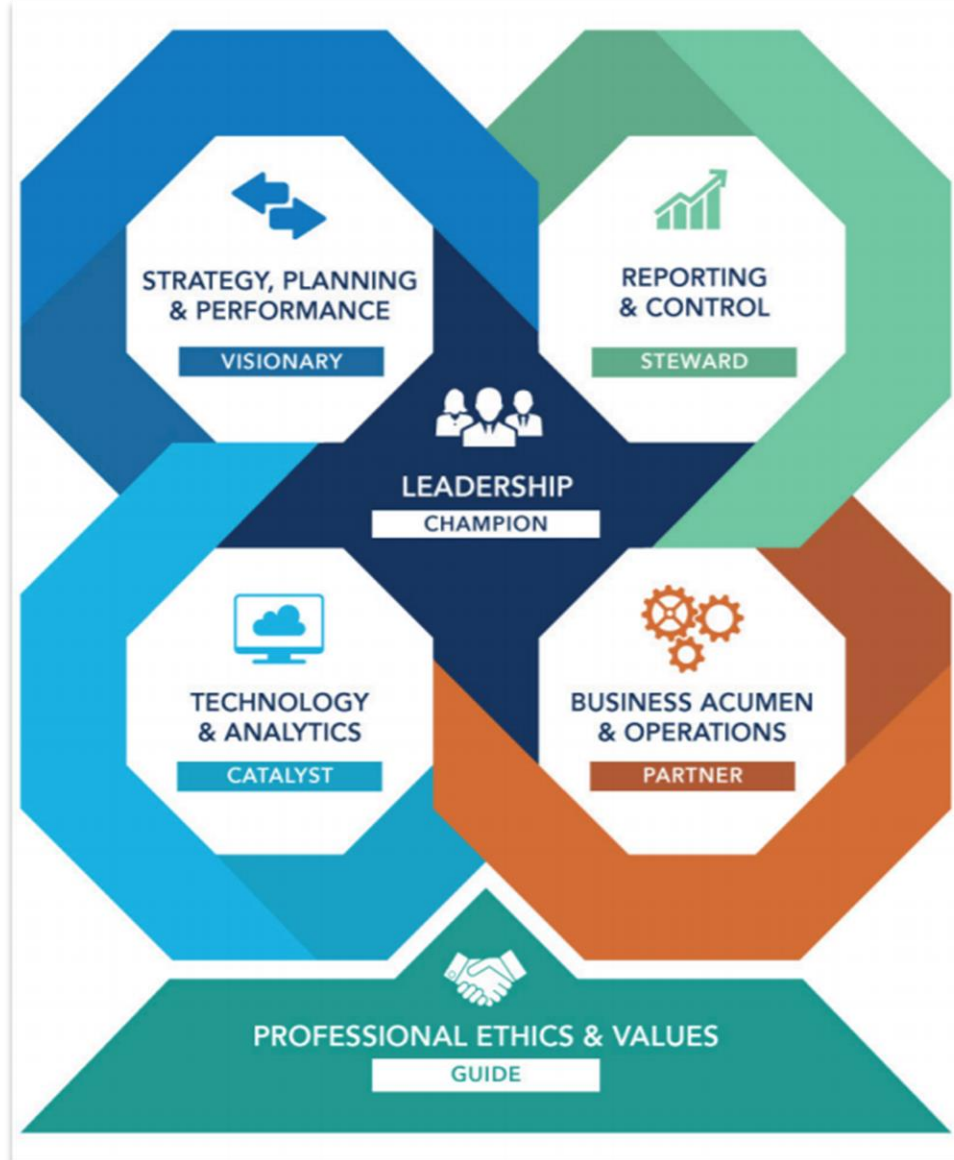 STRATEGY, PLANNING
& PERFORMANCE
VISIONARY
REPORTING
& CONTROL
STEWARD
LEADERSHIP
CHAMPION
TECHNOLOGY
& ANALYTICS
CATALYST
BUSINESS ACUMEN
& OPERATIONS
PARTNER
PROFESSIONAL ETHICS & VALUES
GUIDE